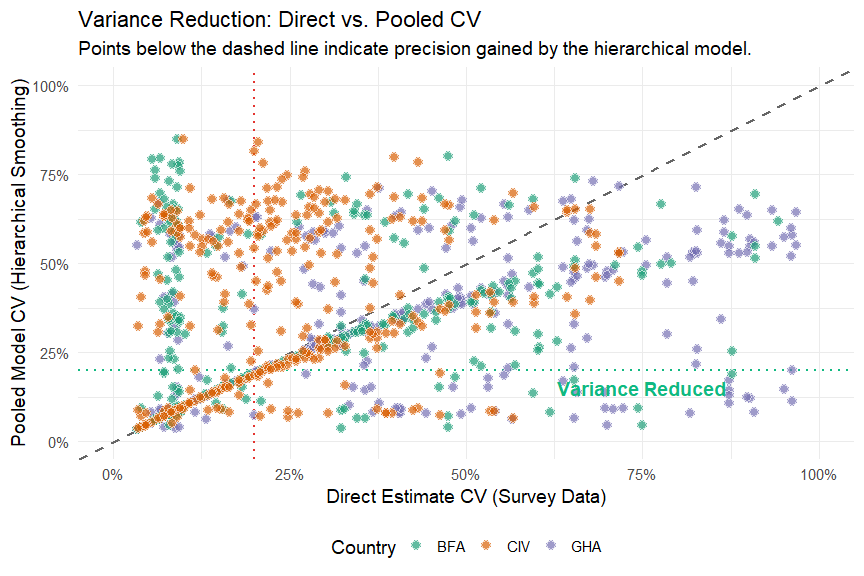 Variance Reduction: Direct vs. Pooled CV
Points below the dashed line indicate precision gained by the hierarchical model.
Pooled Model CV (Hierarchical Smoothing)
100%
75%
50%
25%
0%
Variance Reduced
0%
25%
50%
75%
100%
Direct Estimate CV (Survey Data)
Country
BFA
CIV
GHA